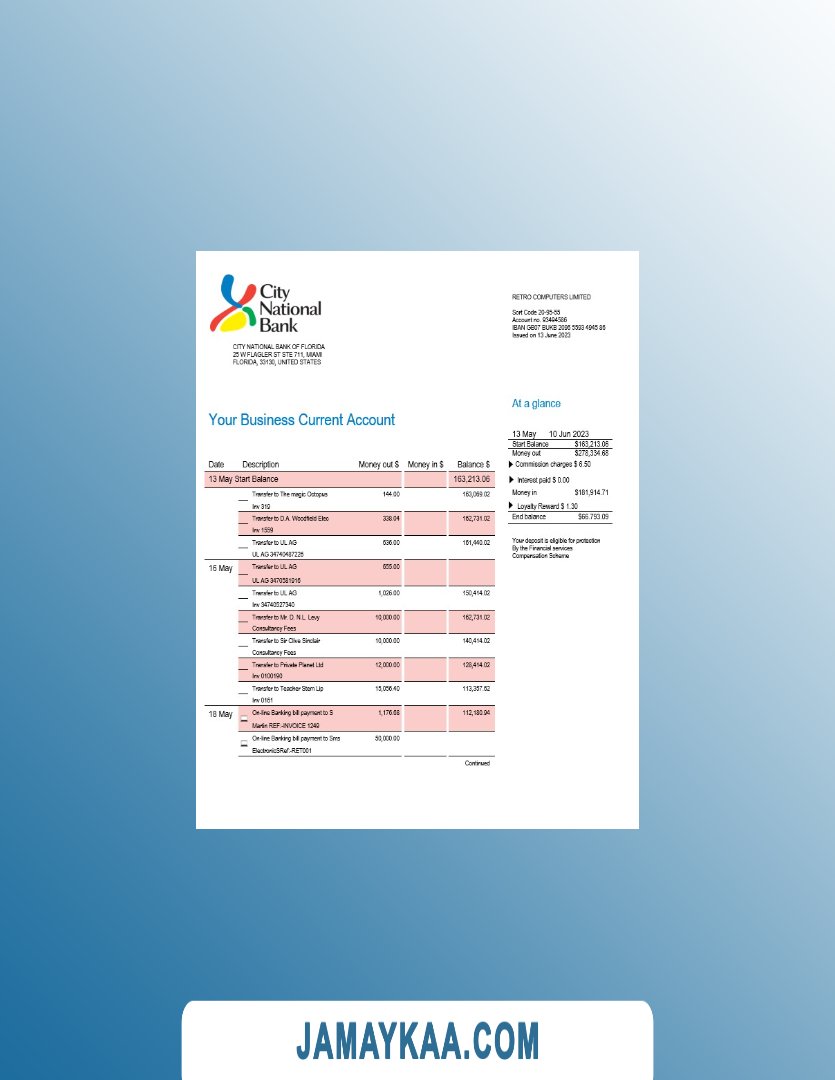 City
National
Bank
CITY NATIONAL BANK OF FLORIDA
25 W FLAGLER ST STE 711, MIAMI
FLORIDA, 33130, UNITED STATES
RETRO COMPUTERS LIMITED
Sort Code 20-95-55
Account no. 93494586
IBAN GB07 BUKB 2096 5593 4945 86
Issued on 13 June 2023
At a glance
13 May 10 Jun 2023
Start Balance $163,213.06
Money out $278,334.68
Commission charges $ 6.50
Interest paid $ 0.00
Money in $181,914.71
Loyalty Reward $ 1.30
End balance $66.793.09
Your deposit is eligible for protection
By the Financial services
Compensation Scheme
Your Business Current Account
Date Description Money out $ Money in $ Balance $
13 May Start Balance 163,213.06
Transfer to The magic Octopus 144.00 163,069.02
Inv 319
Transfer to D.A. Woodfield Elec 338.04 162,731.02
Inv 1559
Transfer to UL AG 636.00 161,440.02
UL AG 34740487226
16 May Transfer to UL AG 655.00
UL AG 3470581916
Transfer to UL AG 1,026.00 150,414.02
Inv 34740527340
Transfer to Mr. D. N.L. Levy 10,000.00 162,731.02
Consultancy Fees
Transfer to Sir Clive Sinclair 10,000.00 140,414.02
Consultancy Fees
Transfer to Private Planet Ltd 12,000.00 128,414.02
Inv 0100190
Transfer to Teacher Stern Llp 15,056.40 113,357.62
Inv 0161
18 May On-line Banking bill payment to S 1,176.68 112,180.94
Martin REF:-INVOICE 1249
On-line Banking bill payment to Sms 50,000.00
ElectronicSRef:-RET001
Continued
JAMAYKAA.COM